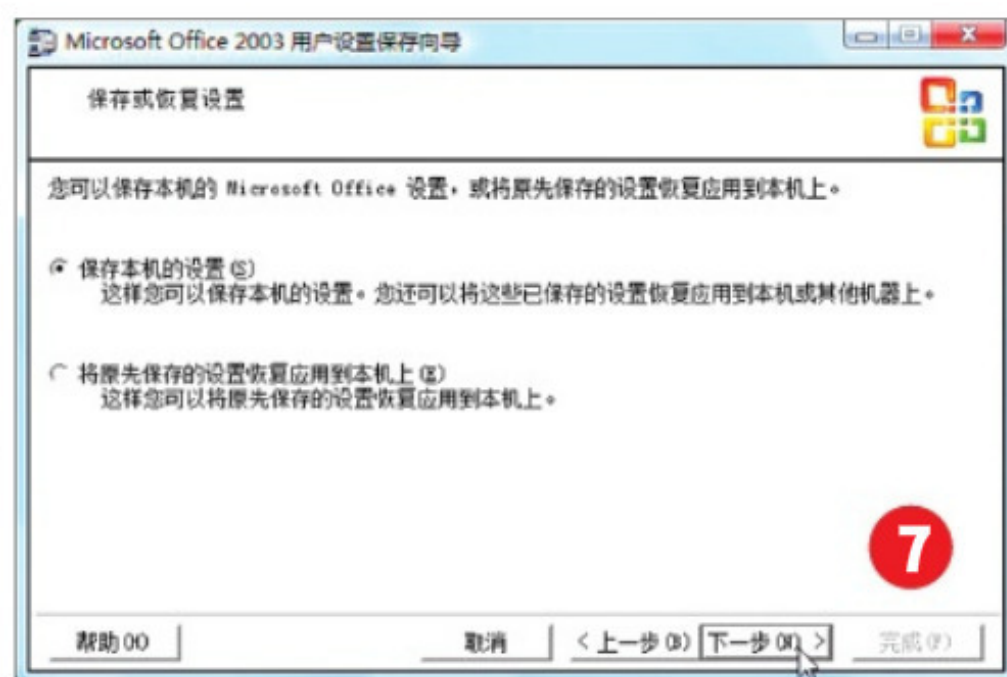 Microsoft Office 2003 用户设置保存向导
保存或恢复设置
您可以保存本机的 Microsoft Office 设置，或将原先保存的设置恢复应用到本机上。
保存本机的设置(S)
这样您可以保存本机的设置。您还可以将这些已保存的设置恢复应用到本机或其他机器上。
将原先保存的设置恢复应用到本机上(E)
这样您可以将原先保存的设置恢复应用到本机上。
7
帮助(H) 取消 <上一步(B) 下一步(N)> 完成(F)